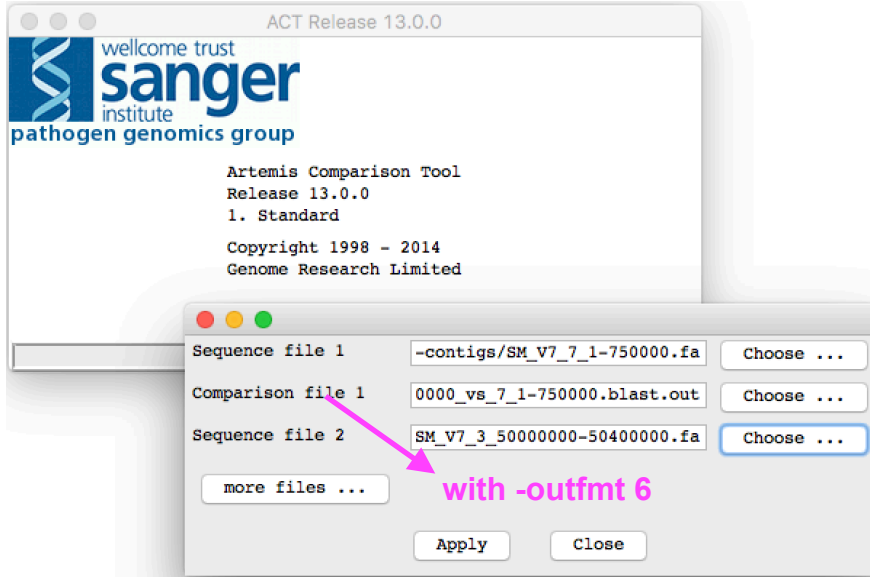 ACT Release 13.0.0
wellcome trust
sanger
institute
pathogen genomics group
Artemis Comparison Tool
Release 13.0.0
1. Standard
Copyright 1998 - 2014
Genome Research Limited
Sequence file 1 -contigs/SM_V7_7_1-750000.fa Choose ...
Comparison file 1 0000_vs_7_1-750000.blast.out Choose ...
Sequence file 2 SM_V7_3_50000000-50400000.fa Choose ...
more files ... with -outfmt 6
Apply Close